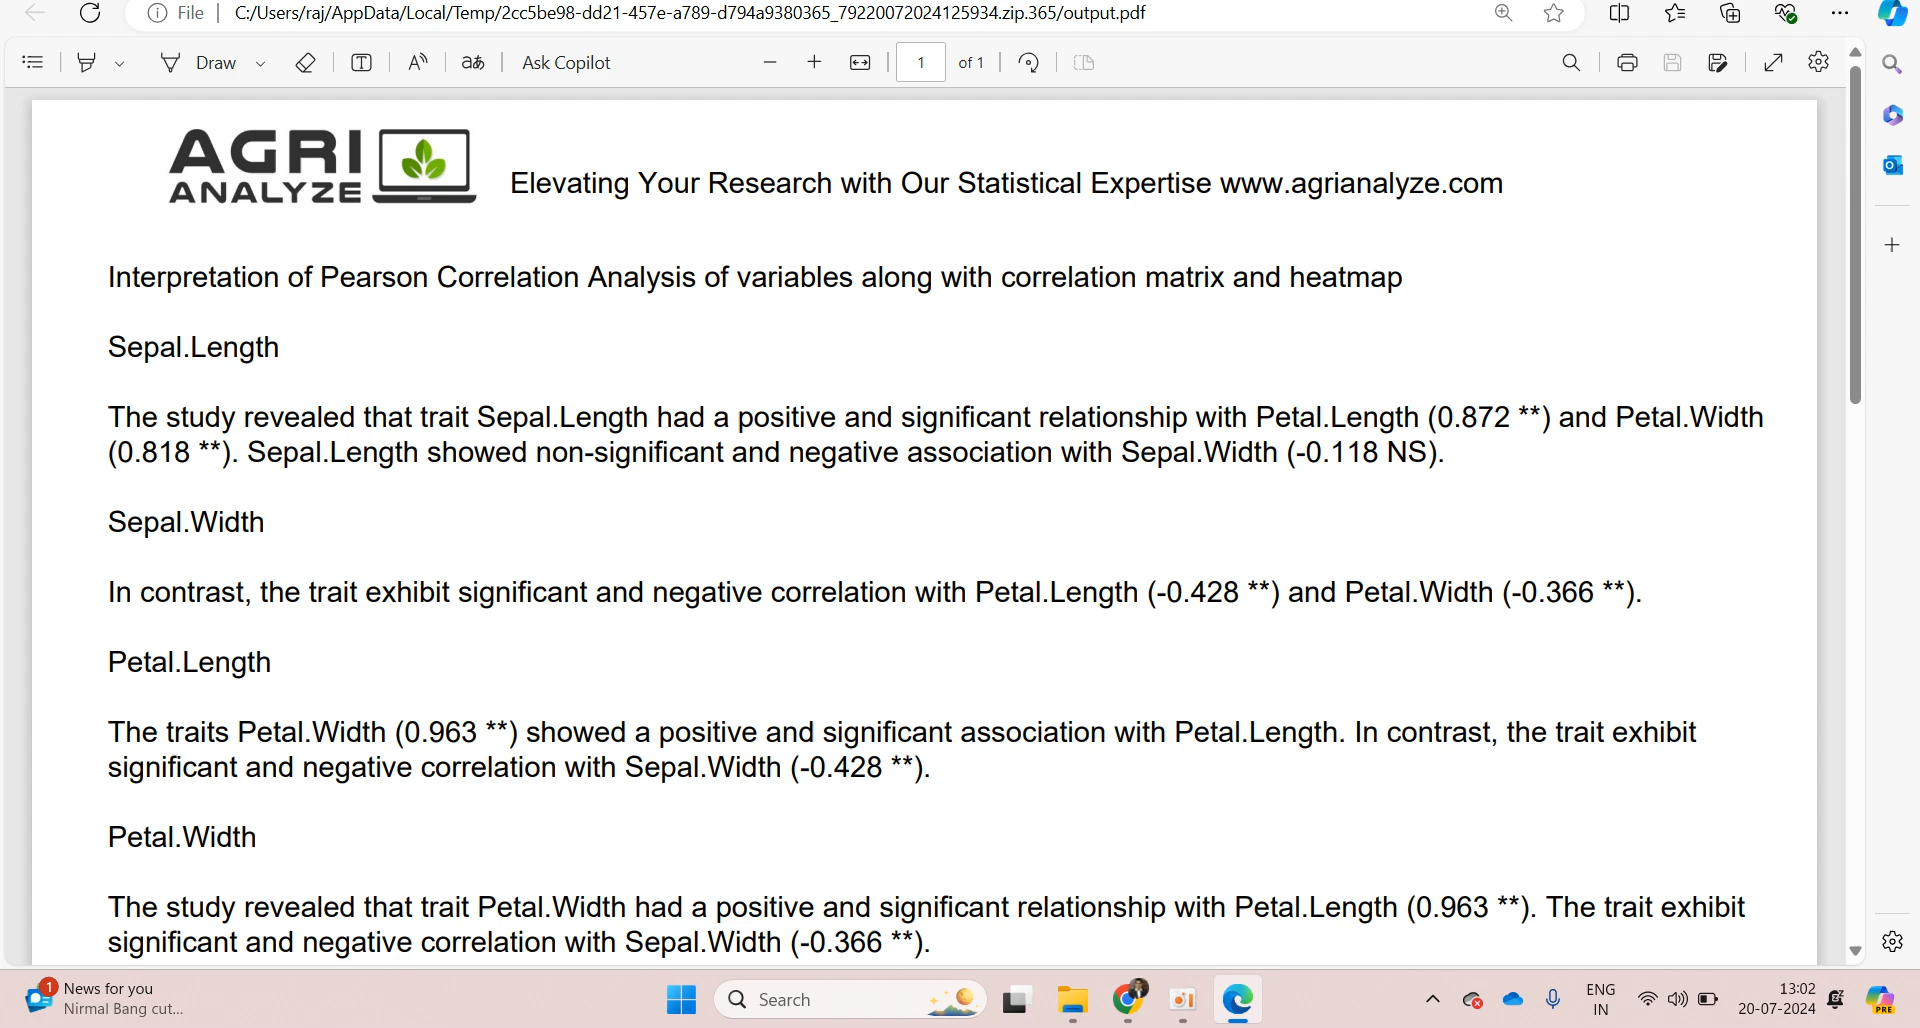 File
C:/Users/raj/AppData/Local/Temp/2cc5be98-dd21-457e-a789-d794a9380365_79220072024125934.zip.365/output.pdf
Draw
T
A
aあ
Ask Copilot
1
of 1
AGRI
ANALYZE
Elevating Your Research with Our Statistical Expertise www.agrianalyze.com
Interpretation of Pearson Correlation Analysis of variables along with correlation matrix and heatmap
Sepal.Length
The study revealed that trait Sepal.Length had a positive and significant relationship with Petal.Length (0.872 **) and Petal.Width
(0.818 **). Sepal.Length showed non-significant and negative association with Sepal.Width (-0.118 NS).
Sepal.Width
In contrast, the trait exhibit significant and negative correlation with Petal.Length (-0.428 **) and Petal.Width (-0.366 **).
Petal.Length
The traits Petal.Width (0.963 **) showed a positive and significant association with Petal.Length. In contrast, the trait exhibit
significant and negative correlation with Sepal.Width (-0.428 **).
Petal.Width
The study revealed that trait Petal.Width had a positive and significant relationship with Petal.Length (0.963 **). The trait exhibit
significant and negative correlation with Sepal.Width (-0.366 **).
1
News for you
Nirmal Bang cut...
Search
ENG
IN
13:02
20-07-2024
PRE